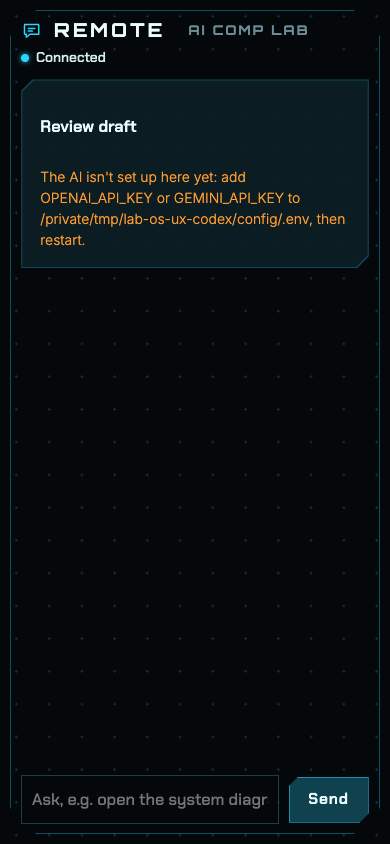 REMOTE AI COMP LAB
Connected
Review draft
The AI isn't set up here yet: add
OPENAI_API_KEY or GEMINI_API_KEY to
/private/tmp/lab-os-ux-codex/config/.env, then
restart.
Ask, e.g. open the system diagr
Send